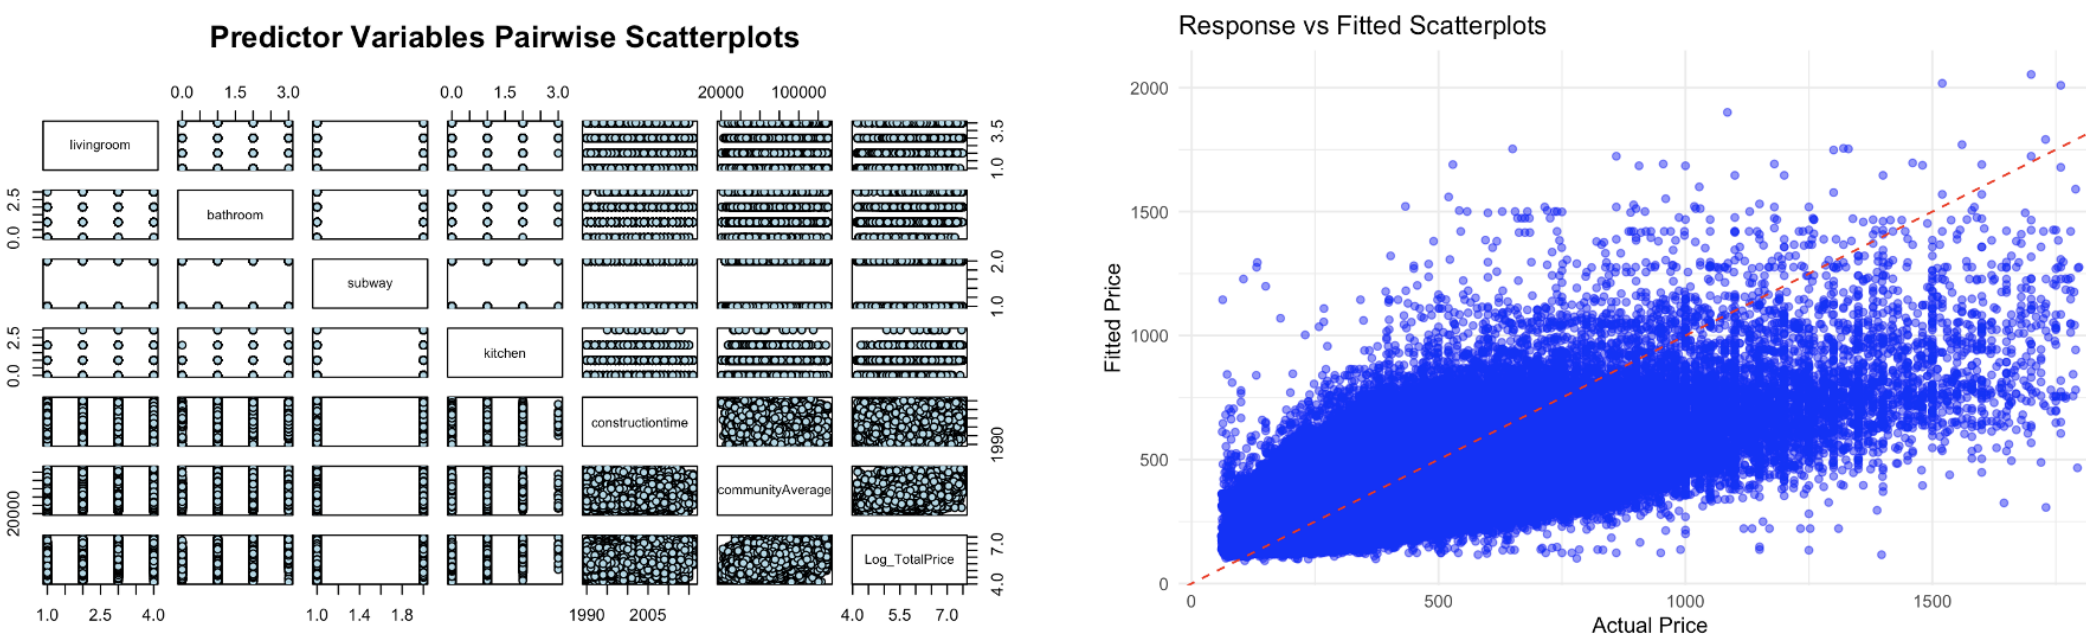 Predictor Variables Pairwise Scatterplots
0.0 1.5 3.0 0.0 1.5 3.0 20000 100000
livingroom
1.0 3.5
0.0 2.5
bathroom
subway
1.0 2.0
0.0 2.5
kitchen
constructiontime
1990
20000
communityAverage
Log_TotalPrice
4.0 7.0
1.0 2.5 4.0 1.0 1.4 1.8 1990 2005 4.0 5.5 7.0
Response vs Fitted Scatterplots
Fitted Price
2000
1500
1000
500
0
0 500 1000 1500
Actual Price